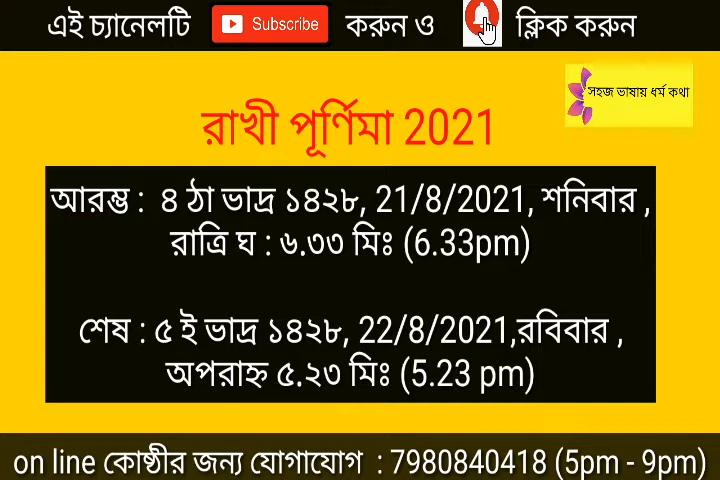 এই চ্যানেলটি Subscribe করুন ও ক্লিক করুন
সহজ ভাষায় ধর্ম কথা
রাখী পূর্ণিমা 2021
আরম্ভ : ৪ ঠা ভাদ্র ১৪২৮, 21/8/2021, শনিবার ,
রাত্রি ঘ : ৬.৩৩ মিঃ (6.33pm)
শেষ : ৫ ই ভাদ্র ১৪২৮, 22/8/2021,রবিবার ,
অপরাহ্ন ৫.২৩ মিঃ (5.23 pm)
on line কোষ্ঠীর জন্য যোগাযোগ : 7980840418 (5pm - 9pm)